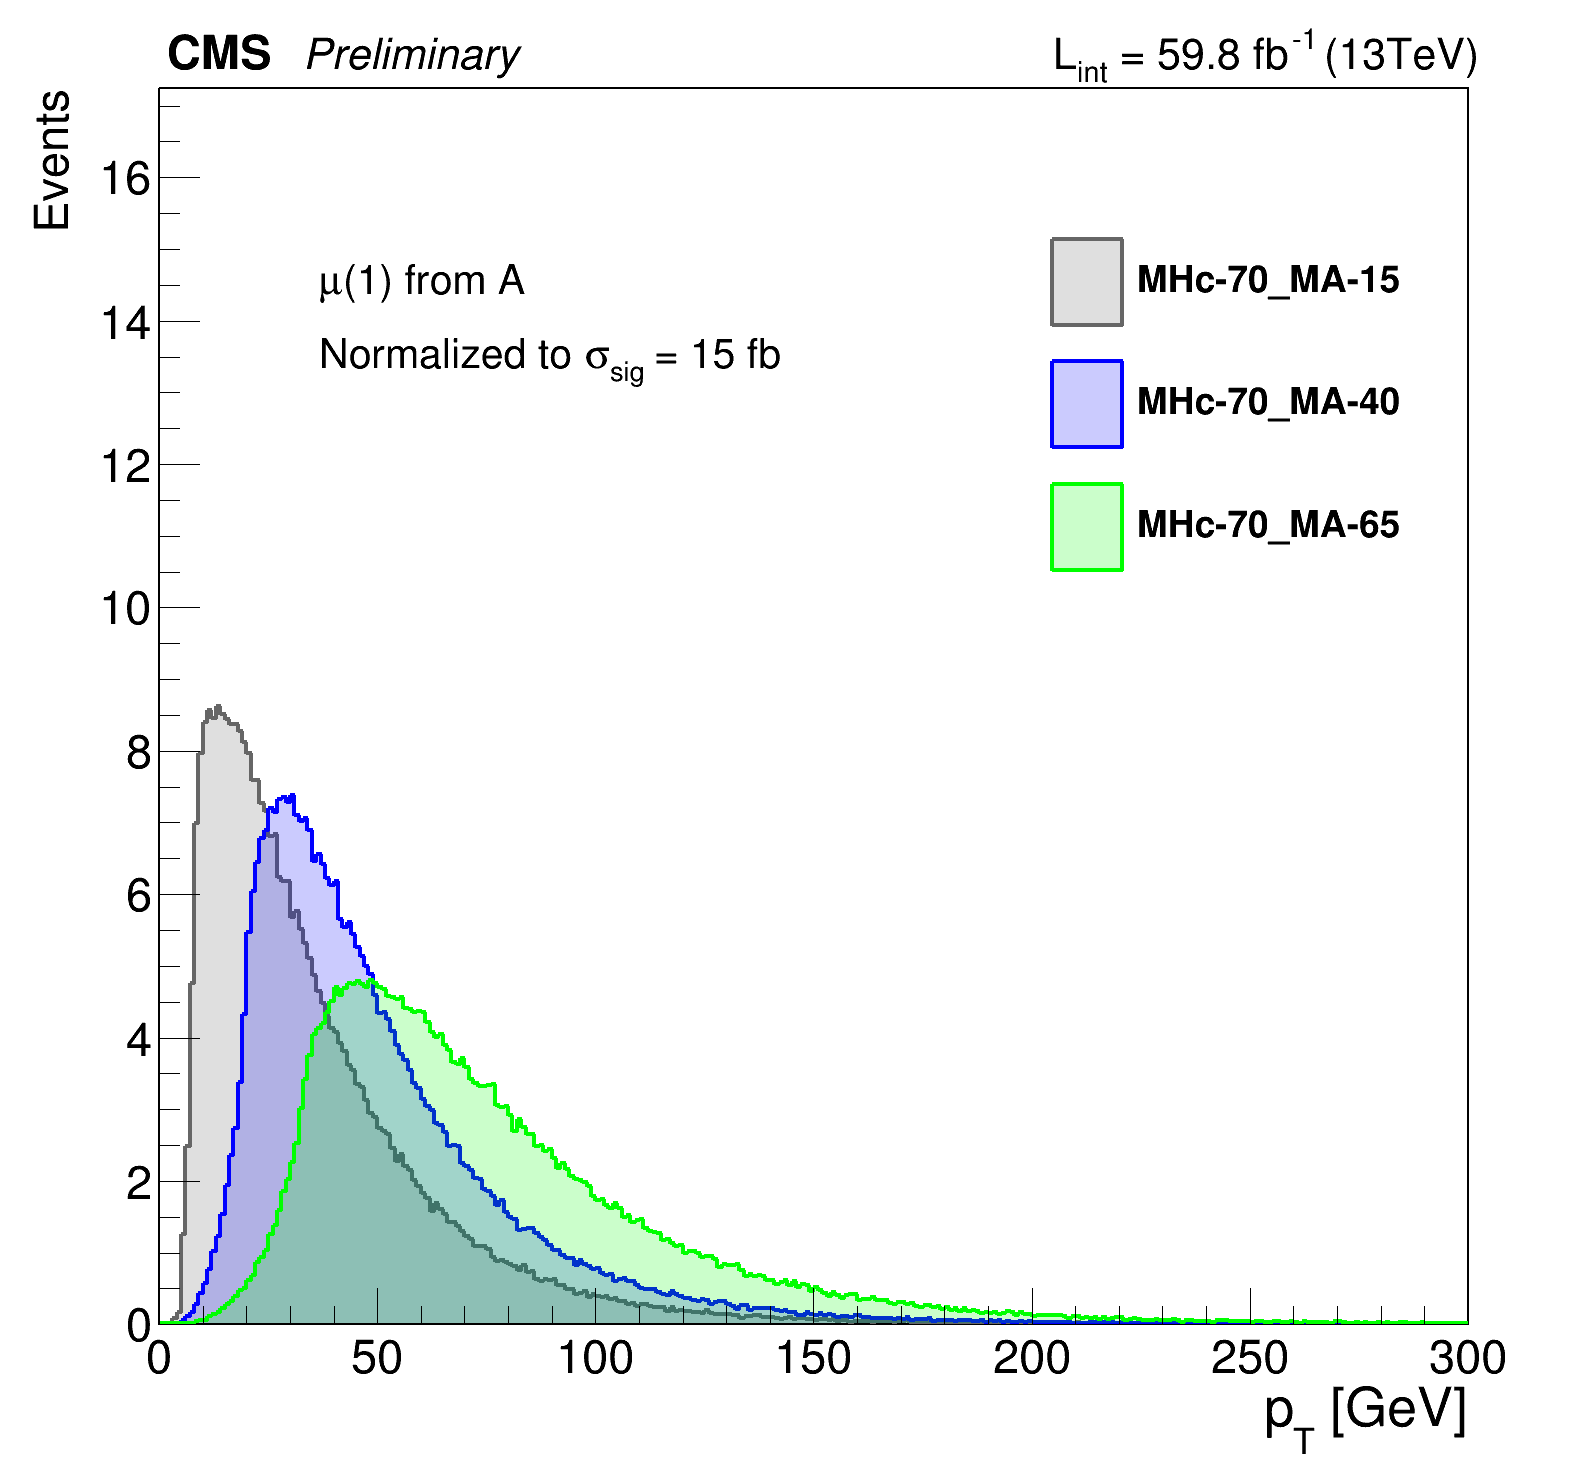 CMS Preliminary
L_int = 59.8 fb^-1 (13TeV)
Events
μ(1) from A
Normalized to σ_sig = 15 fb
MHc-70_MA-15
MHc-70_MA-40
MHc-70_MA-65
16
14
12
10
8
6
4
2
0
0 50 100 150 200 250 300
p_T [GeV]